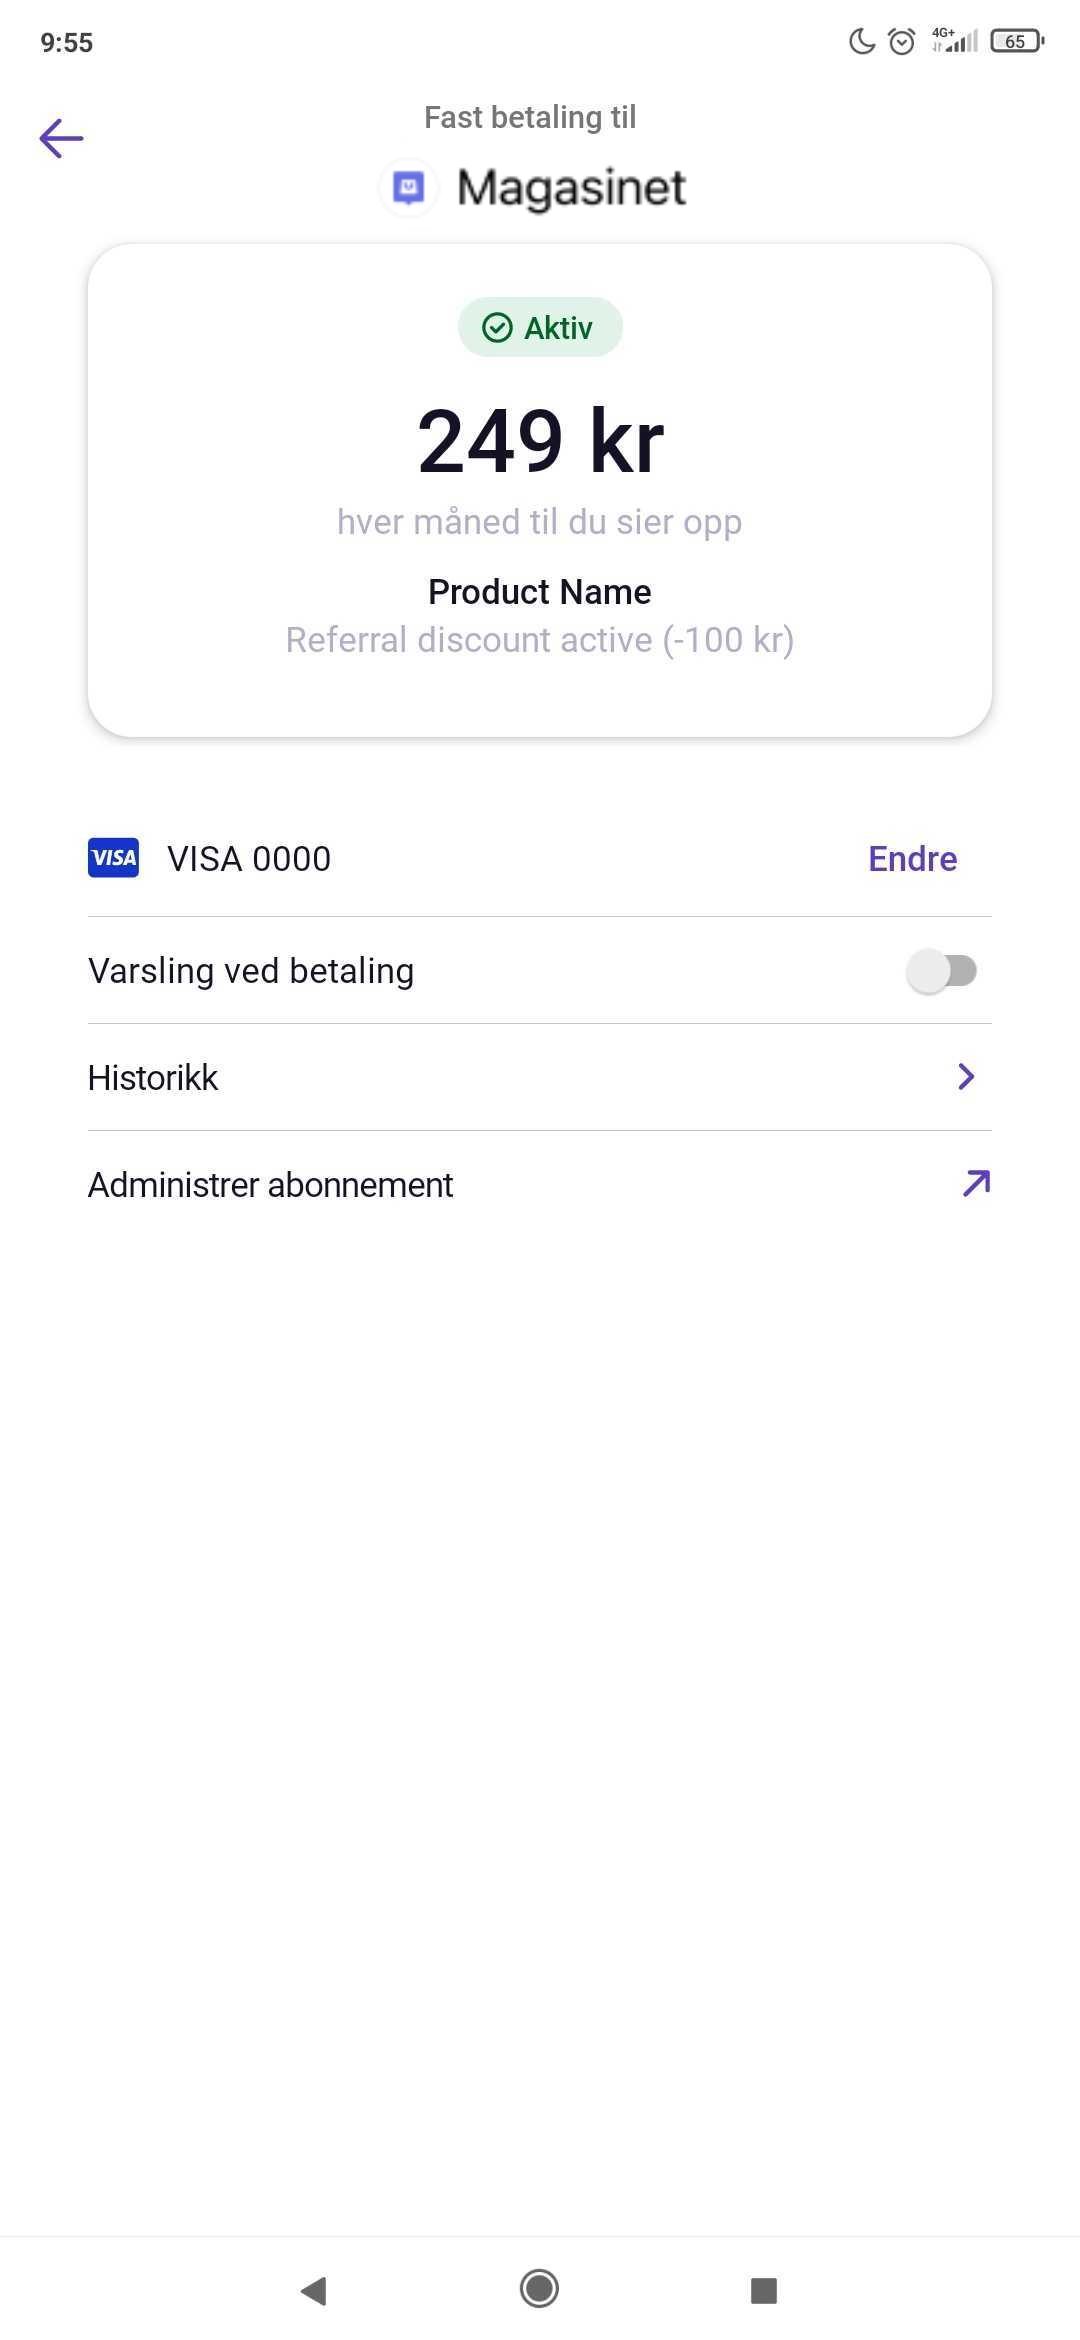 9:55
4G+
65
Fast betaling til
Magasinet
Aktiv
249 kr
hver måned til du sier opp
Product Name
Referral discount active (-100 kr)
VISA
VISA 0000
Endre
Varsling ved betaling
Historikk
Administrer abonnement